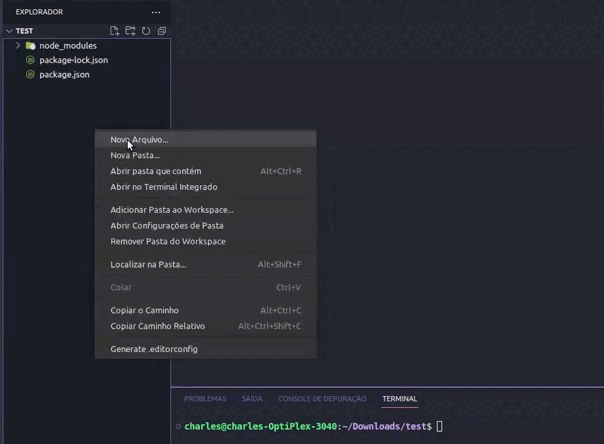 EXPLORADOR ...
TEST
node_modules
package-lock.json
package.json
Novo Arquivo...
Nova Pasta...
Abrir pasta que contém Alt+Ctrl+R
Abrir no Terminal Integrado
Adicionar Pasta ao Workspace...
Abrir Configurações de Pasta
Remover Pasta do Workspace
Localizar na Pasta... Alt+Shift+F
Colar Ctrl+V
Copiar o Caminho Alt+Ctrl+C
Copiar Caminho Relativo Alt+Ctrl+Shift+C
Generate .editorconfig
PROBLEMAS SAÍDA CONSOLE DE DEPURAÇÃO TERMINAL
charles@charles-OptiPlex-3040:~/Downloads/test$